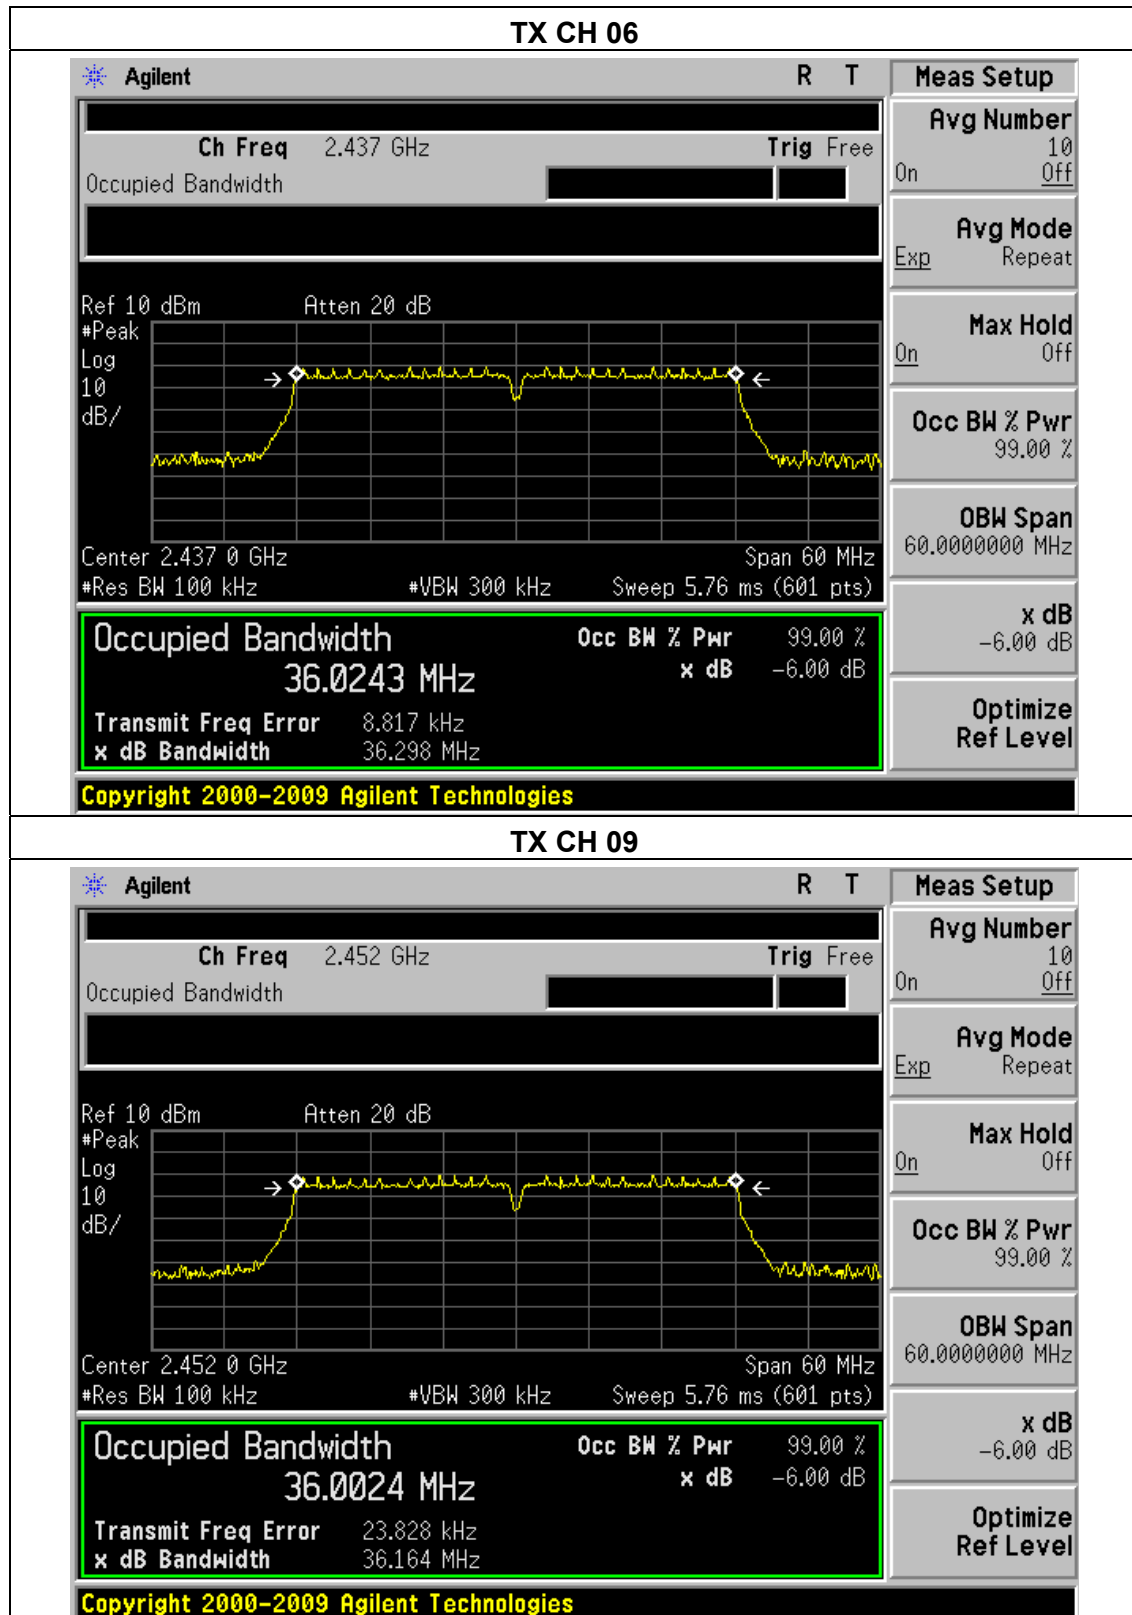 TX CH 06
Agilent R T Meas Setup
Ch Freq 2.437 GHz Trig Free
Occupied Bandwidth
Avg Number
10
On Off
Avg Mode
Exp Repeat
Max Hold
On Off
Occ BW % Pwr
99.00 %
OBW Span
60.0000000 MHz
x dB
-6.00 dB
Optimize
Ref Level
Ref 10 dBm Atten 20 dB
#Peak
Log
10
dB/
Center 2.437 0 GHz Span 60 MHz
#Res BW 100 kHz #VBW 300 kHz Sweep 5.76 ms (601 pts)
Occupied Bandwidth Occ BW % Pwr 99.00 %
36.0243 MHz x dB -6.00 dB
Transmit Freq Error 8.817 kHz
x dB Bandwidth 36.298 MHz
Copyright 2000-2009 Agilent Technologies
TX CH 09
Agilent R T Meas Setup
Ch Freq 2.452 GHz Trig Free
Occupied Bandwidth
Avg Number
10
On Off
Avg Mode
Exp Repeat
Max Hold
On Off
Occ BW % Pwr
99.00 %
OBW Span
60.0000000 MHz
x dB
-6.00 dB
Optimize
Ref Level
Ref 10 dBm Atten 20 dB
#Peak
Log
10
dB/
Center 2.452 0 GHz Span 60 MHz
#Res BW 100 kHz #VBW 300 kHz Sweep 5.76 ms (601 pts)
Occupied Bandwidth Occ BW % Pwr 99.00 %
36.0024 MHz x dB -6.00 dB
Transmit Freq Error 23.828 kHz
x dB Bandwidth 36.164 MHz
Copyright 2000-2009 Agilent Technologies